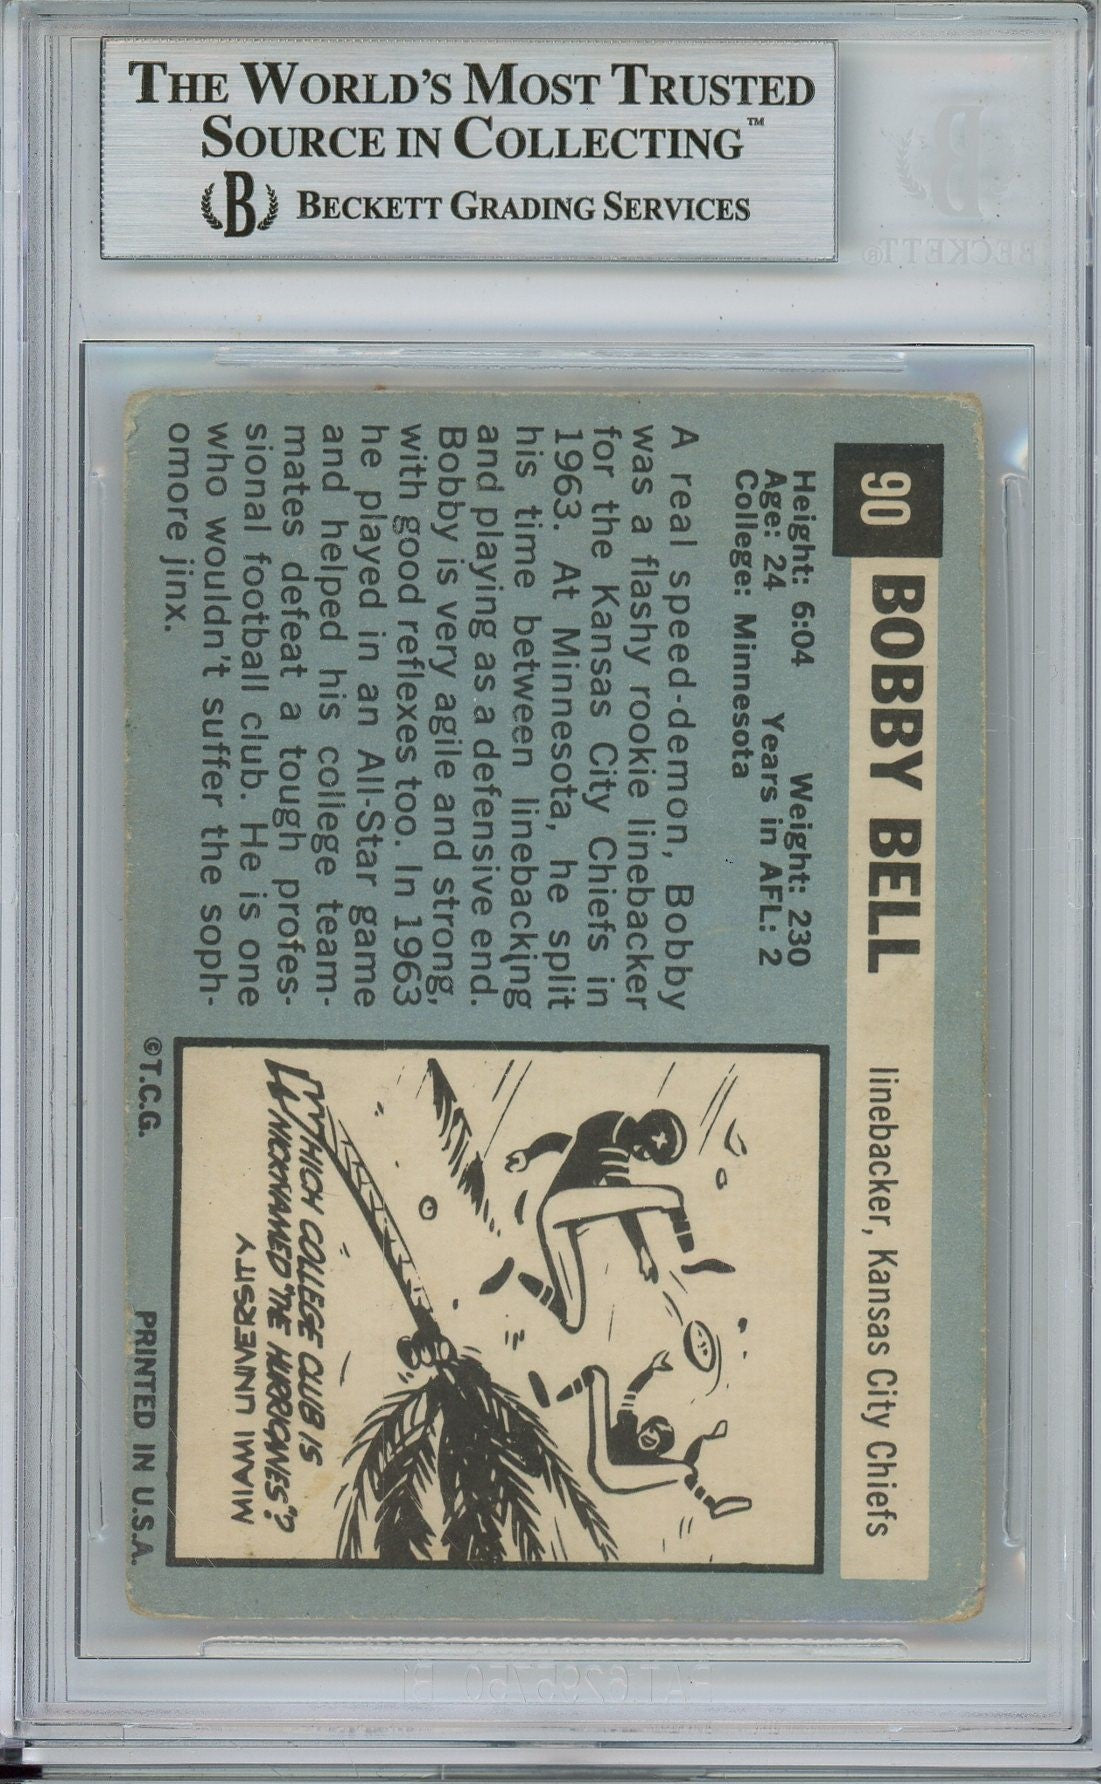 THE WORLD'S MOST TRUSTED
SOURCE IN COLLECTING™
B BECKETT GRADING SERVICES
B
BECKETT®
90 BOBBY BELL linebacker, Kansas City Chiefs
Height: 6:04 Weight: 230
Age: 24 Years in AFL: 2
College: Minnesota
A real speed-demon, Bobby
was a flashy rookie linebacker
for the Kansas City Chiefs in
1963. At Minnesota, he split
his time between linebacking
and playing as a defensive end.
Bobby is very agile and strong,
with good reflexes too. In 1963
he played in an All-Star game
and helped his college team-
mates defeat a tough profes-
sional football club. He is one
who wouldn't suffer the soph-
omore jinx.
WHICH COLLEGE CLUB IS
NICKNAMED "THE HURRICNES"?
MIAMI UNIVERSITY
©T.C.G. PRINTED IN U.S.A.